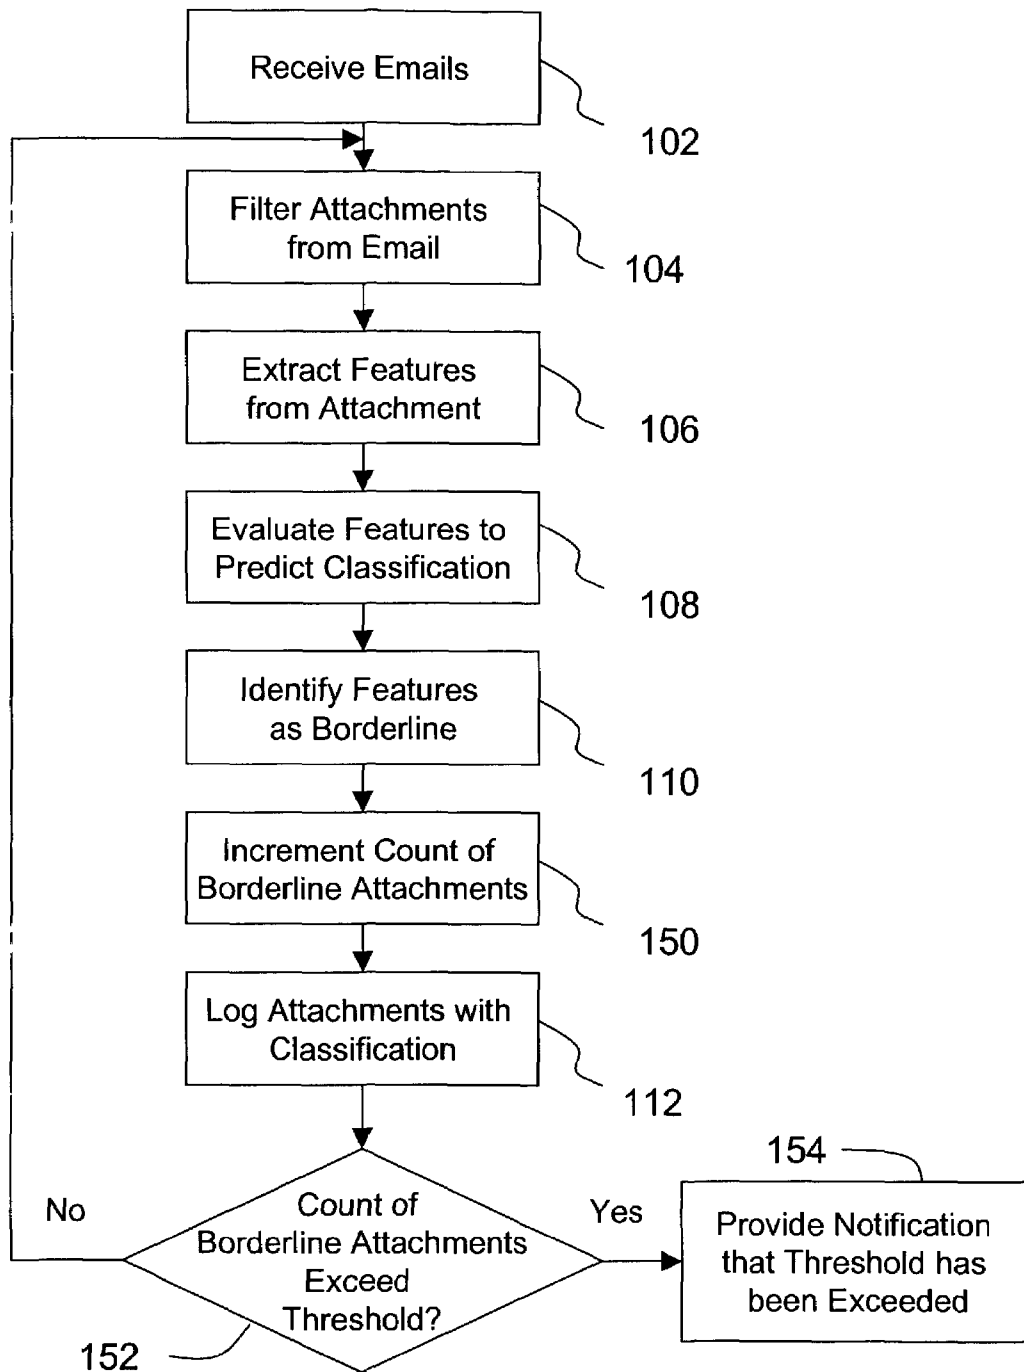 Receive Emails
102
Filter Attachments
from Email
104
Extract Features
from Attachment
106
Evaluate Features to
Predict Classification
108
Identify Features
as Borderline
110
Increment Count of
Borderline Attachments
150
Log Attachments with
Classification
112
154
No
Count of
Borderline Attachments
Exceed
Threshold?
Yes
Provide Notification
that Threshold has
been Exceeded
152